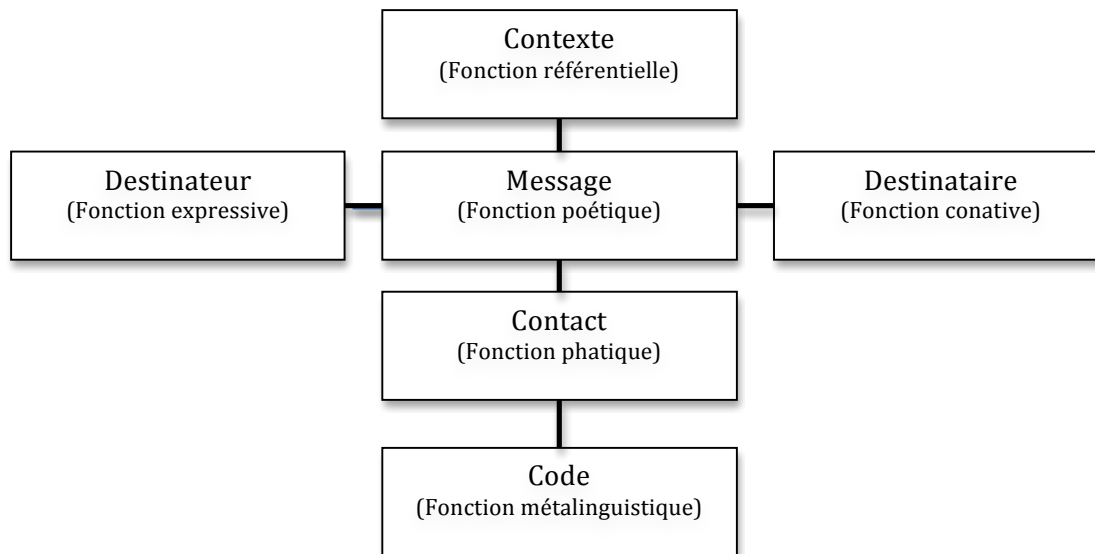 Contexte
(Fonction référentielle)
Destinateur
(Fonction expressive)
Message
(Fonction poétique)
Destinataire
(Fonction conative)
Contact
(Fonction phatique)
Code
(Fonction métalinguistique)